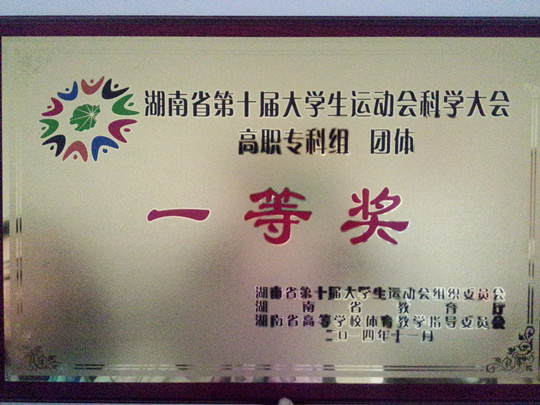 湖南省第十届大学生运动会科学大会
高职专科组 团体
一等奖
湖南省第十届大学生运动会组织委员会
湖南省教育厅
湖南省高等学校体育教学指导委员会
二〇一四年十一月